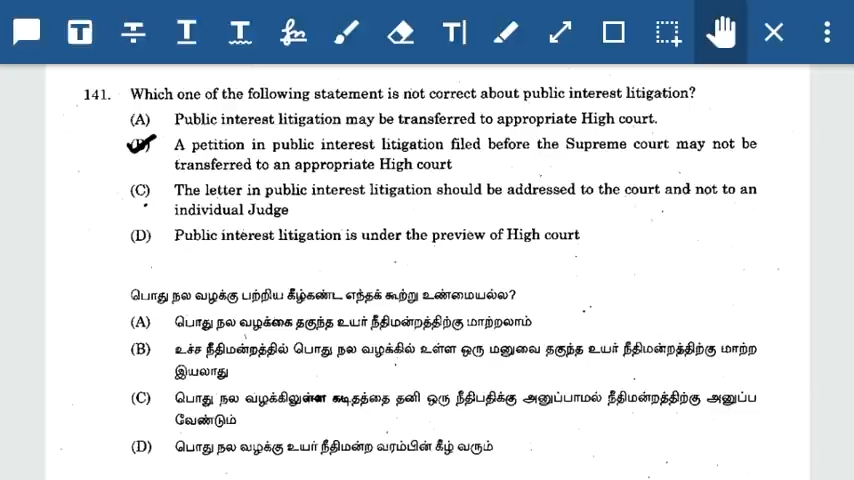 141. Which one of the following statement is not correct about public interest litigation?
(A) Public interest litigation may be transferred to appropriate High court.
(B) A petition in public interest litigation filed before the Supreme court may not be
transferred to an appropriate High court
(C) The letter in public interest litigation should be addressed to the court and not to an
individual Judge
(D) Public interest litigation is under the preview of High court
பொது நல வழக்கு பற்றிய கீழ்கண்ட எந்தக் கூற்று உண்மையல்ல?
(A) பொது நல வழக்கை தகுந்த உயர் நீதிமன்றத்திற்கு மாற்றலாம்
(B) உச்ச நீதிமன்றத்தில் பொது நல வழக்கில் உள்ள ஒரு மனுவை தகுந்த உயர் நீதிமன்றத்திற்கு மாற்ற
இயலாது
(C) பொது நல வழக்கிலுள்ள கடிதத்தை தனி ஒரு நீதிபதிக்கு அனுப்பாமல் நீதிமன்றத்திற்கு அனுப்ப
வேண்டும்
(D) பொது நல வழக்கு உயர் நீதிமன்ற வரம்பின் கீழ் வரும்